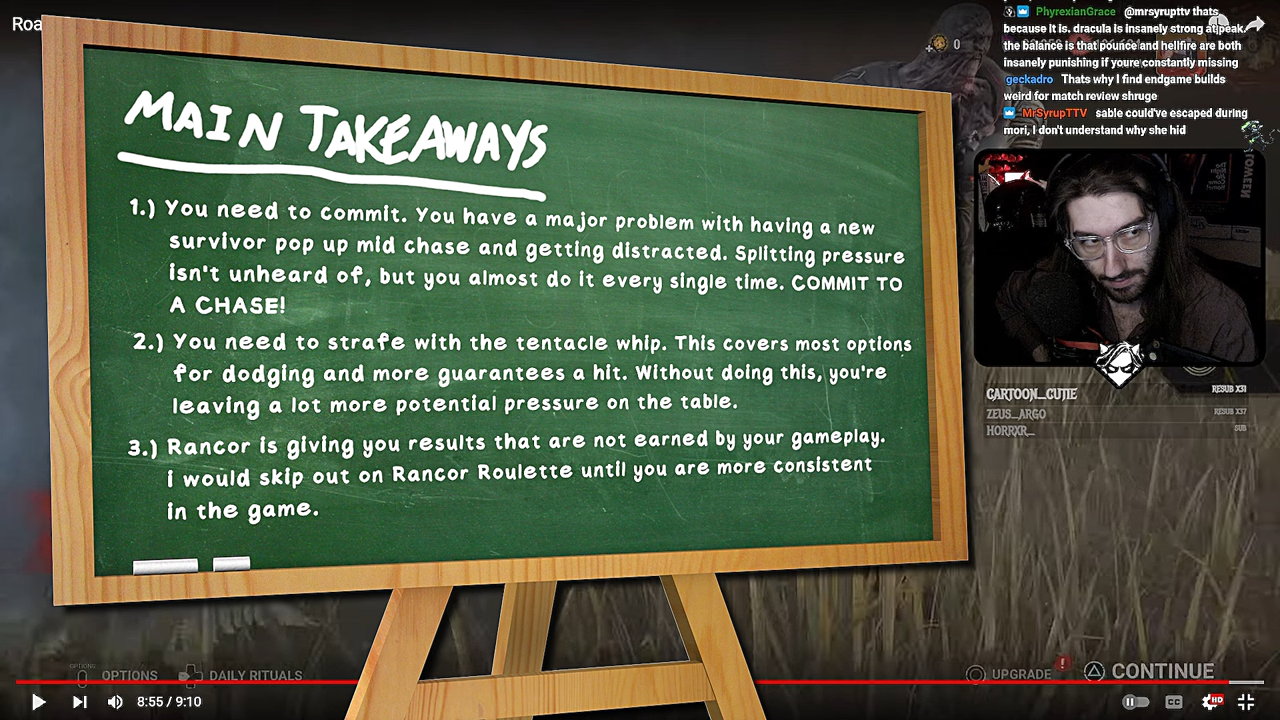 Roa
0
PhyrexianGrace @mrsyrupttv thats
because it is. dracula is insanely strong at peak.
the balance is that pounce and hellfire are both
insanely punishing if youre constantly missing
geckadro Thats why I find endgame builds
weird for match review shruge
MrSyrupTTV sable could've escaped during
mori, I don't understand why she hid
MAIN TAKEAWAYS
1.) You need to commit. You have a major problem with having a new
survivor pop up mid chase and getting distracted. Splitting pressure
isn't unheard of, but you almost do it every single time. COMMIT TO
A CHASE!
2.) You need to strafe with the tentacle whip. This covers most options
for dodging and more guarantees a hit. Without doing this, you're
leaving a lot more potential pressure on the table.
3.) Rancor is giving you results that are not earned by your gameplay.
I would skip out on Rancor Roulette until you are more consistent
in the game.
CARTOON_CUTIE RESUB X31
ZEUS_ARGO RESUB X37
HORRXR_ SUB
OPTIONS
OPTIONS DAILY RITUALS UPGRADE CONTINUE
8:55 / 9:10 CC HD